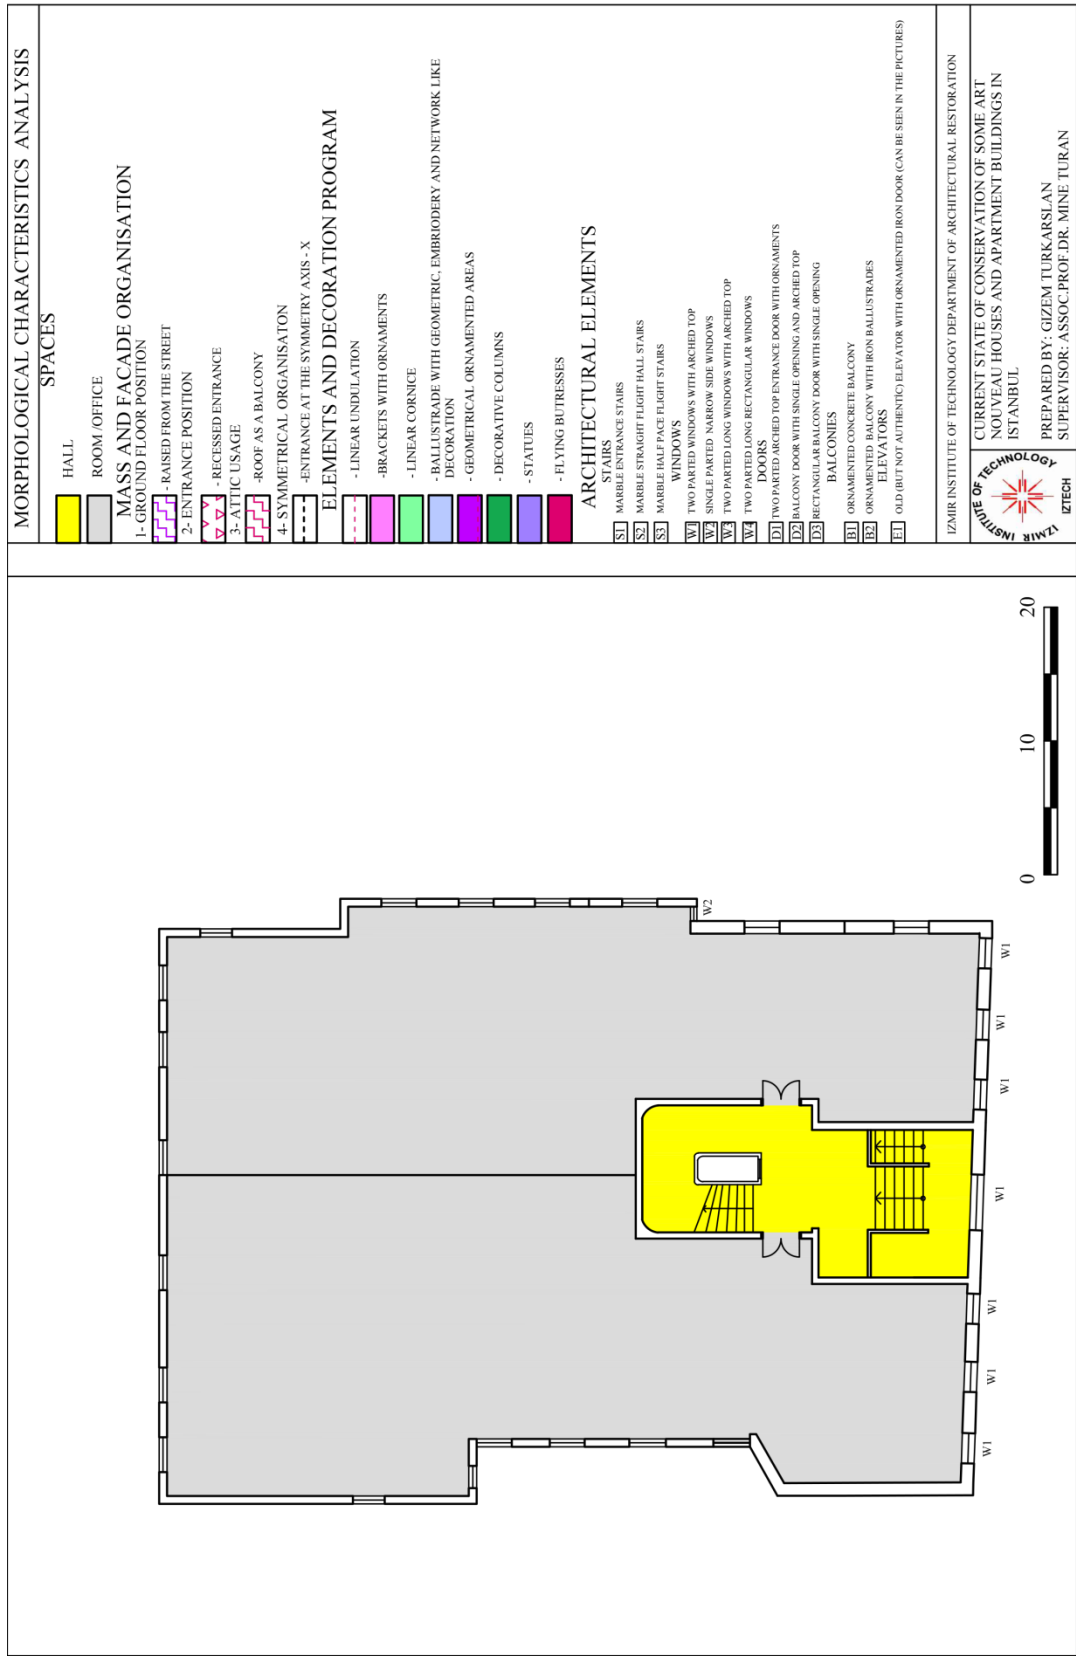 MORPHOLOGICAL CHARACTERISTICS ANALYSIS
SPACES
HALL
ROOM /OFFICE
MASS AND FACADE ORGANISATION
1- GROUND FLOOR POSITION
- RAISED FROM THE STREET
2- ENTRANCE POSITION
- RECESSED ENTRANCE
3- ATTIC USAGE
-ROOF AS A BALCONY
4- SYMMETRICAL ORGANISATON
-ENTRANCE AT THE SYMMETRY AXIS - X
ELEMENTS AND DECORATION PROGRAM
- LINEAR UNDULATION
-BRACKETS WITH ORNAMENTS
- LINEAR CORNICE
-BALLUSTRADE WITH GEOMETRIC, EMBRIODERY AND NETWORK LIKE
DECORATION
- GEOMETRICAL ORNAMENTED AREAS
- DECORATIVE COLUMNS
- STATUES
- FLYING BUTRESSES
ARCHITECTURAL ELEMENTS
STAIRS
S1 MARBLE ENTRANCE STAIRS
S2 MARBLE STRAIGHT FLIGHT HALL STAIRS
S3 MARBLE HALF PACE FLIGHT STAIRS
WINDOWS
W1 TWO PARTED WINDOWS WITH ARCHED TOP
W2 SINGLE PARTED NARROW SIDE WINDOWS
W3 TWO PARTED LONG WINDOWS WITH ARCHED TOP
W4 TWO PARTED LONG RECTANGULAR WINDOWS
DOORS
D1 TWO PARTED ARCHED TOP ENTRANCE DOOR WITH ORNAMENTS
D2 BALCONY DOOR WITH SINGLE OPENING AND ARCHED TOP
D3 RECTANGULAR BALCONY DOOR WITH SINGLE OPENING
BALCONIES
B1 ORNAMENTED CONCRETE BALCONY
B2 ORNAMENTED BALCONY WITH IRON BALLUSTRADES
ELEVATORS
E1 OLD (BUT NOT AUTHENTIC) ELEVATOR WITH ORNAMENTED IRON DOOR (CAN BE SEEN IN THE PICTURES)
IZMIR INSTITUTE OF TECHNOLOGY DEPARTMENT OF ARCHITECTURAL RESTORATION
IZMIR INSTITUTE OF TECHNOLOGY
IZTECH
CURRENT STATE OF CONSERVATION OF SOME ART
NOUVEAU HOUSES AND APARTMENT BUILDINGS IN
ISTANBUL
PREPARED BY: GIZEM TURKARSLAN
SUPERVISOR: ASSOC.PROF.DR. MINE TURAN
W2
W1
W1
W1
W1
W1
W1
W1
0
10
20